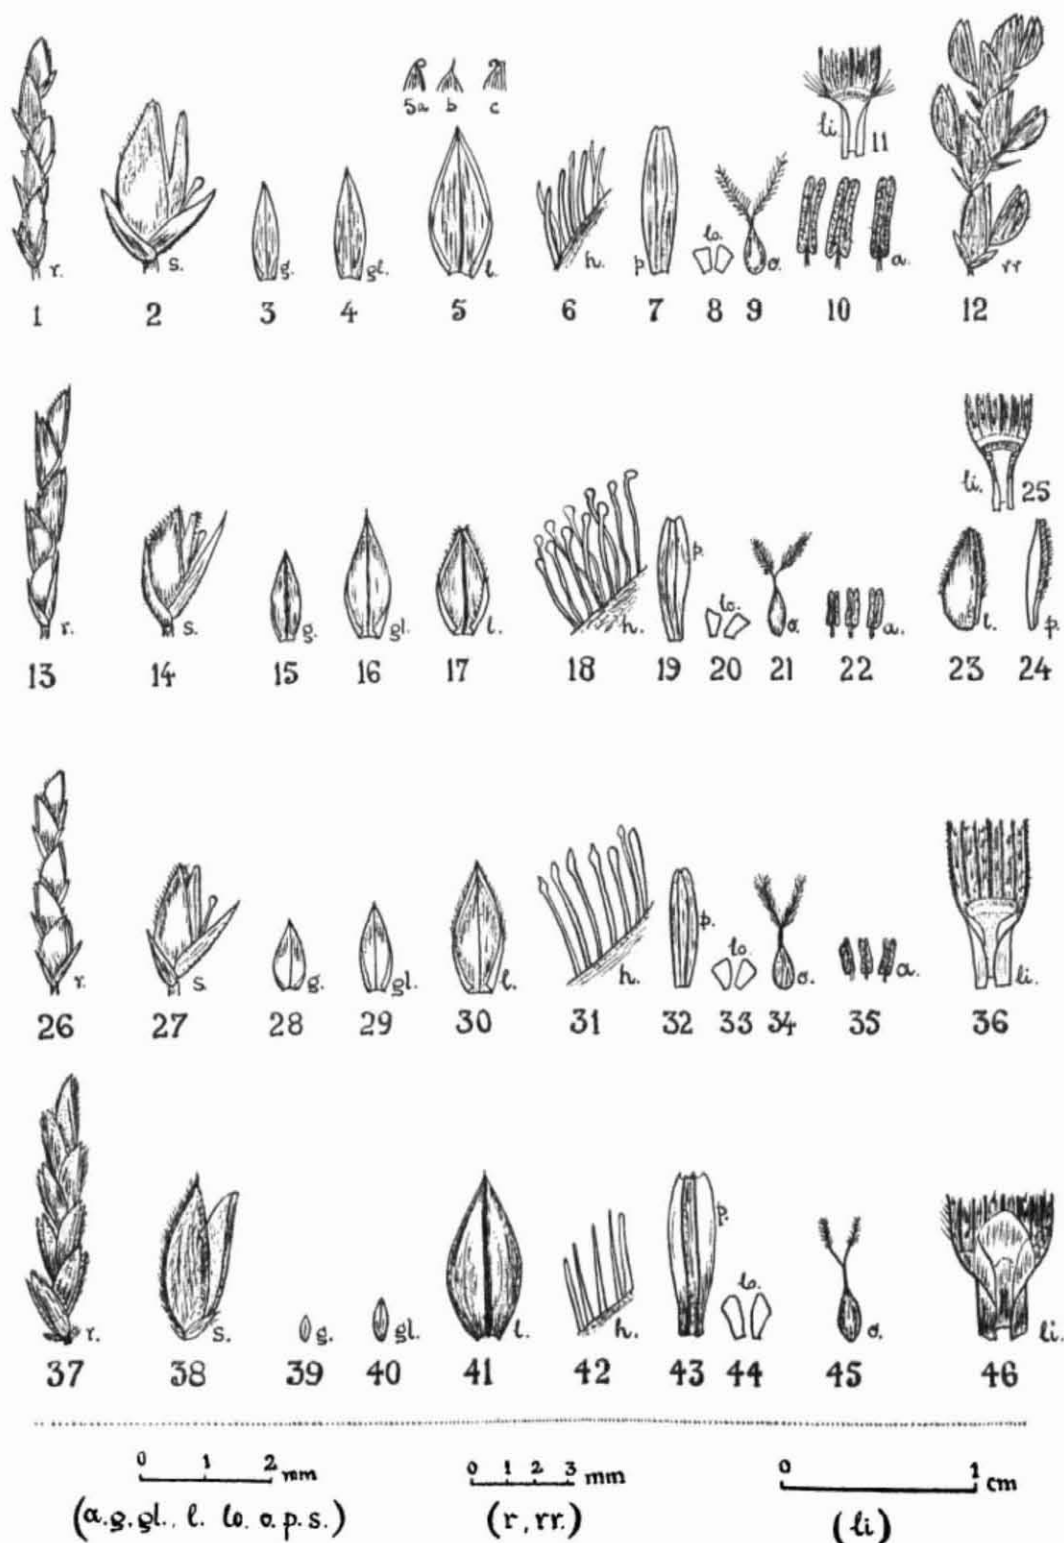 5a b c
li. 11
r. s. g. gl. l. h. p lo. o. a. rr
1 2 3 4 5 6 7 8 9 10 12
li. 25
r. s. g. gl. l. h. p. lo. o. a. l. p.
13 14 15 16 17 18 19 20 21 22 23 24
r. s. g. gl. l. h. p. lo. o. a. li.
26 27 28 29 30 31 32 33 34 35 36
r. s. g. gl. l. h. p. lo. o. li.
37 38 39 40 41 42 43 44 45 46
0 1 2 mm 0 1 2 3 mm 0 1 cm
(a. g. gl., l. lo. o. p. s.) (r, rr.) (li)